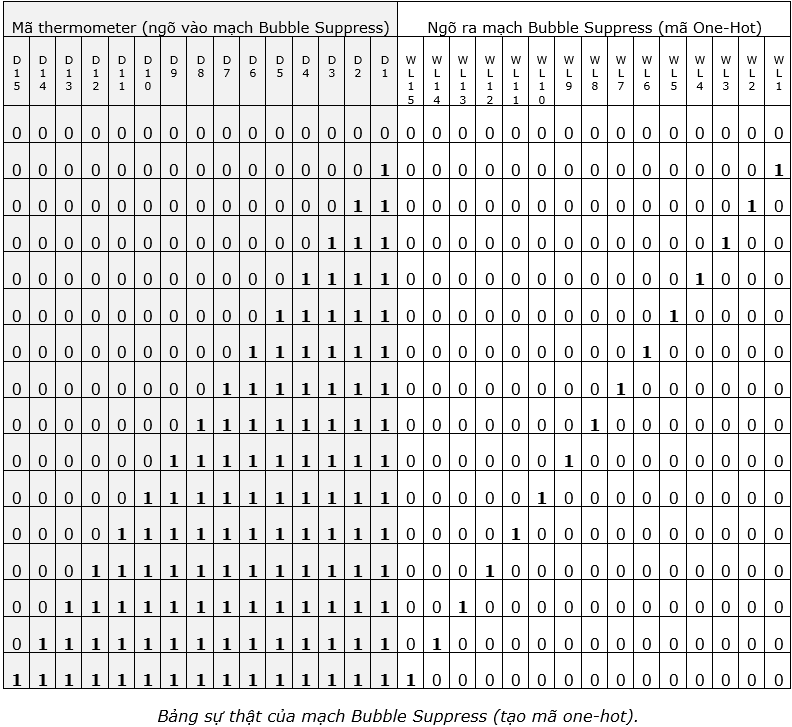 Mã thermometer (ngõ vào mạch Bubble Suppress) Ngõ ra mạch Bubble Suppress (mã One-Hot)
D15 D14 D13 D12 D11 D10 D9 D8 D7 D6 D5 D4 D3 D2 D1 WL15 WL14 WL13 WL12 WL11 WL10 WL9 WL8 WL7 WL6 WL5 WL4 WL3 WL2 WL1
0 0 0 0 0 0 0 0 0 0 0 0 0 0 0 0 0 0 0 0 0 0 0 0 0 0 0 0 0 0
0 0 0 0 0 0 0 0 0 0 0 0 0 0 1 0 0 0 0 0 0 0 0 0 0 0 0 0 0 1
0 0 0 0 0 0 0 0 0 0 0 0 0 1 1 0 0 0 0 0 0 0 0 0 0 0 0 0 1 0
0 0 0 0 0 0 0 0 0 0 0 0 1 1 1 0 0 0 0 0 0 0 0 0 0 0 0 1 0 0
0 0 0 0 0 0 0 0 0 0 0 1 1 1 1 0 0 0 0 0 0 0 0 0 0 0 1 0 0 0
0 0 0 0 0 0 0 0 0 0 1 1 1 1 1 0 0 0 0 0 0 0 0 0 0 1 0 0 0 0
0 0 0 0 0 0 0 0 0 1 1 1 1 1 1 0 0 0 0 0 0 0 0 0 1 0 0 0 0 0
0 0 0 0 0 0 0 0 1 1 1 1 1 1 1 0 0 0 0 0 0 0 0 1 0 0 0 0 0 0
0 0 0 0 0 0 0 1 1 1 1 1 1 1 1 0 0 0 0 0 0 0 1 0 0 0 0 0 0 0
0 0 0 0 0 0 1 1 1 1 1 1 1 1 1 0 0 0 0 0 0 1 0 0 0 0 0 0 0 0
0 0 0 0 0 1 1 1 1 1 1 1 1 1 1 0 0 0 0 0 1 0 0 0 0 0 0 0 0 0
0 0 0 0 1 1 1 1 1 1 1 1 1 1 1 0 0 0 0 1 0 0 0 0 0 0 0 0 0 0
0 0 0 1 1 1 1 1 1 1 1 1 1 1 1 0 0 0 1 0 0 0 0 0 0 0 0 0 0 0
0 0 1 1 1 1 1 1 1 1 1 1 1 1 1 0 0 1 0 0 0 0 0 0 0 0 0 0 0 0
0 1 1 1 1 1 1 1 1 1 1 1 1 1 1 0 1 0 0 0 0 0 0 0 0 0 0 0 0 0
1 1 1 1 1 1 1 1 1 1 1 1 1 1 1 1 0 0 0 0 0 0 0 0 0 0 0 0 0 0
Bảng sự thật của mạch Bubble Suppress (tạo mã one-hot).